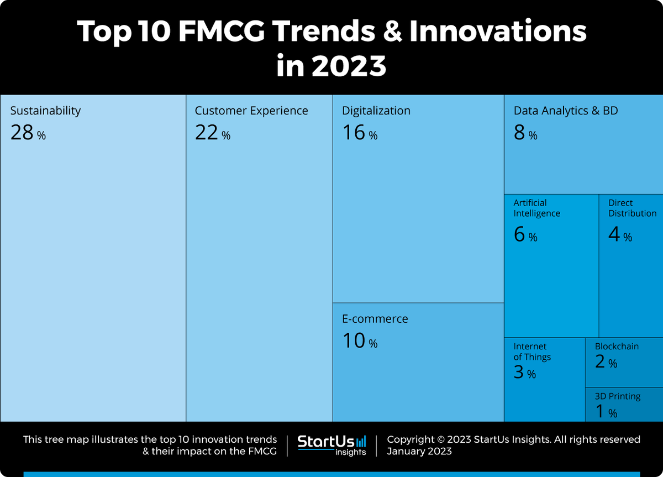 Top 10 FMCG Trends & Innovations
in 2023
Sustainability
28 %
Customer Experience
22 %
Digitalization
16 %
E-commerce
10 %
Data Analytics & BD
8 %
Artificial
Intelligence
6 %
Direct
Distribution
4 %
Internet
of Things
3 %
Blockchain
2 %
3D Printing
1 %
This tree map illustrates the top 10 innovation trends
& their impact on the FMCG
StartUs
insights
Copyright © 2023 StartUs Insights. All rights reserved
January 2023